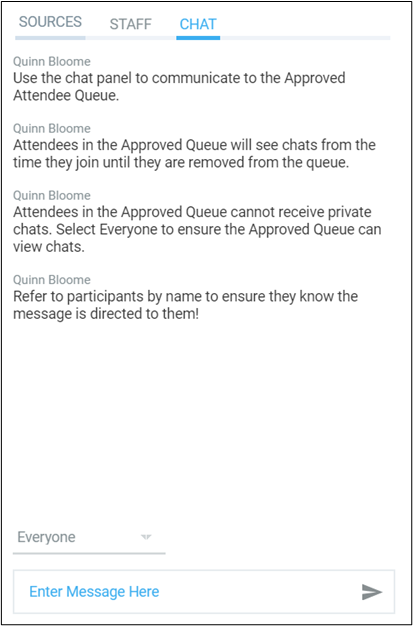 SOURCES STAFF CHAT
Quinn Bloome
Use the chat panel to communicate to the Approved
Attendee Queue.
Quinn Bloome
Attendees in the Approved Queue will see chats from the
time they join until they are removed from the queue.
Quinn Bloome
Attendees in the Approved Queue cannot receive private
chats. Select Everyone to ensure the Approved Queue can
view chats.
Quinn Bloome
Refer to participants by name to ensure they know the
message is directed to them!
Everyone
Enter Message Here